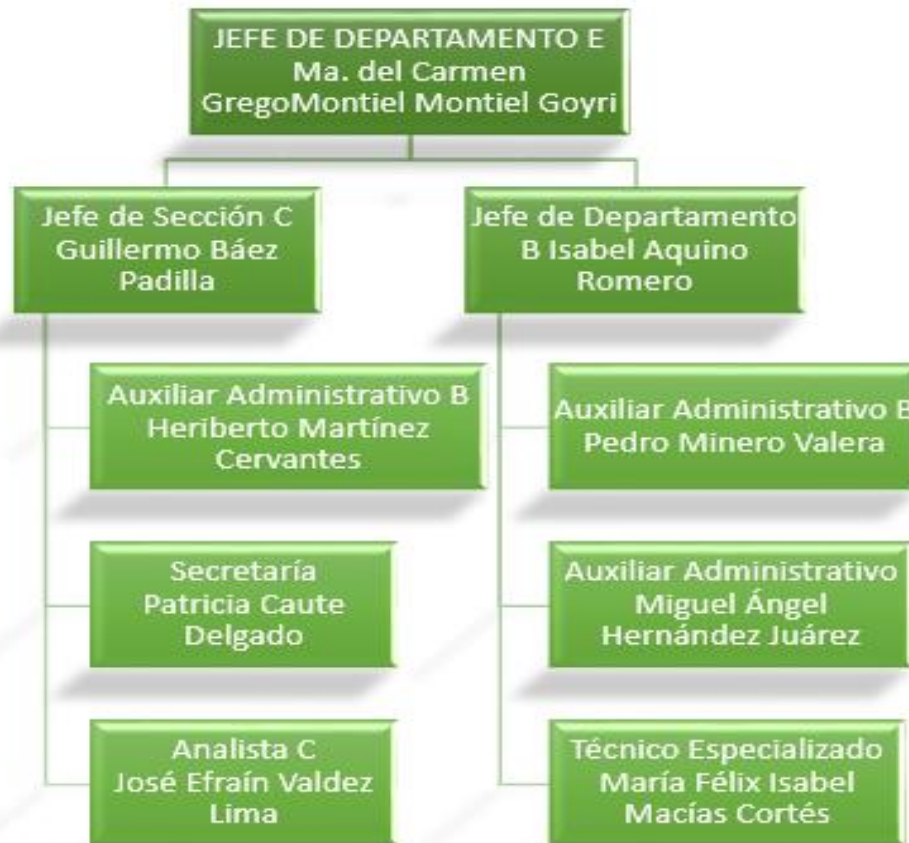 JEFE DE DEPARTAMENTO E
Ma. del Carmen
GregoMontiel Montiel Goyri
Jefe de Sección C
Guillermo Báez
Padilla
Jefe de Departamento
B Isabel Aquino
Romero
Auxiliar Administrativo B
Heriberto Martínez
Cervantes
Auxiliar Administrativo B
Pedro Minero Valera
Secretaría
Patricia Caute
Delgado
Auxiliar Administrativo
Miguel Ángel
Hernández Juárez
Analista C
José Efraín Valdez
Lima
Técnico Especializado
María Félix Isabel
Macías Cortés